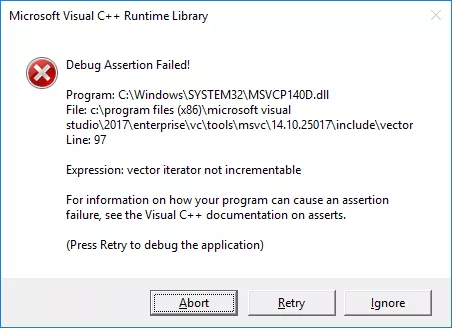 Microsoft Visual C++ Runtime Library
Debug Assertion Failed!
Program: C:\Windows\SYSTEM32\MSVCP140D.dll
File: c:\program files (x86)\microsoft visual
studio\2017\enterprise\vc\tools\msvc\14.10.25017\include\vector
Line: 97
Expression: vector iterator not incrementable
For information on how your program can cause an assertion
failure, see the Visual C++ documentation on asserts.
(Press Retry to debug the application)
Abort Retry Ignore